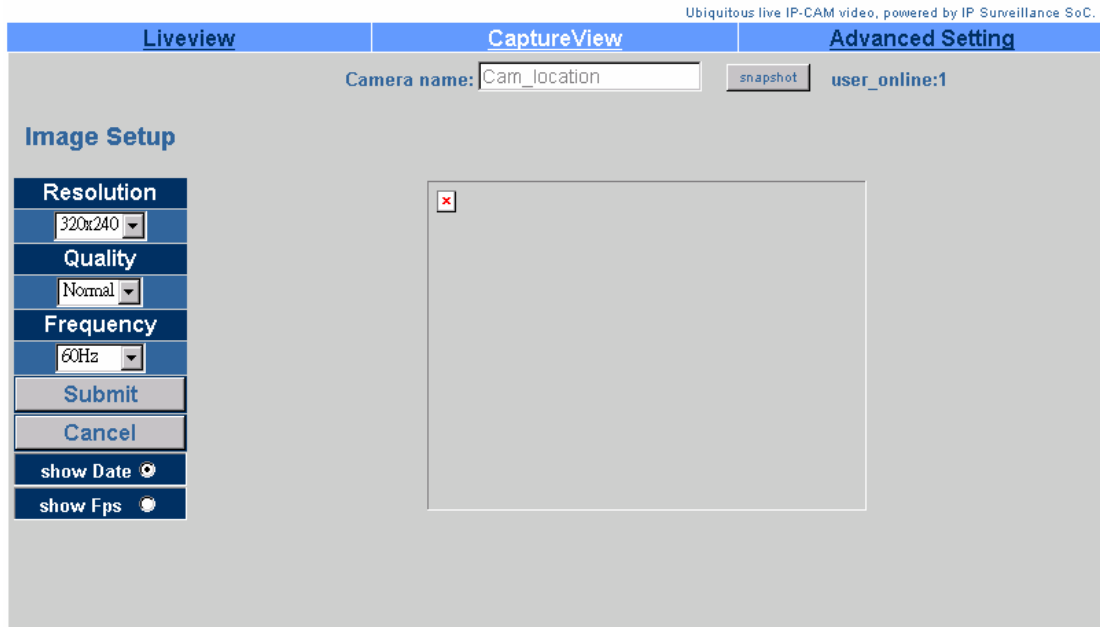 Ubiquitous live IP-CAM video, powered by IP Surveillance SoC.
Liveview CaptureView Advanced Setting
Camera name: Cam_location snapshot user_online:1
Image Setup
Resolution
320x240
Quality
Normal
Frequency
60Hz
Submit
Cancel
show Date
show Fps